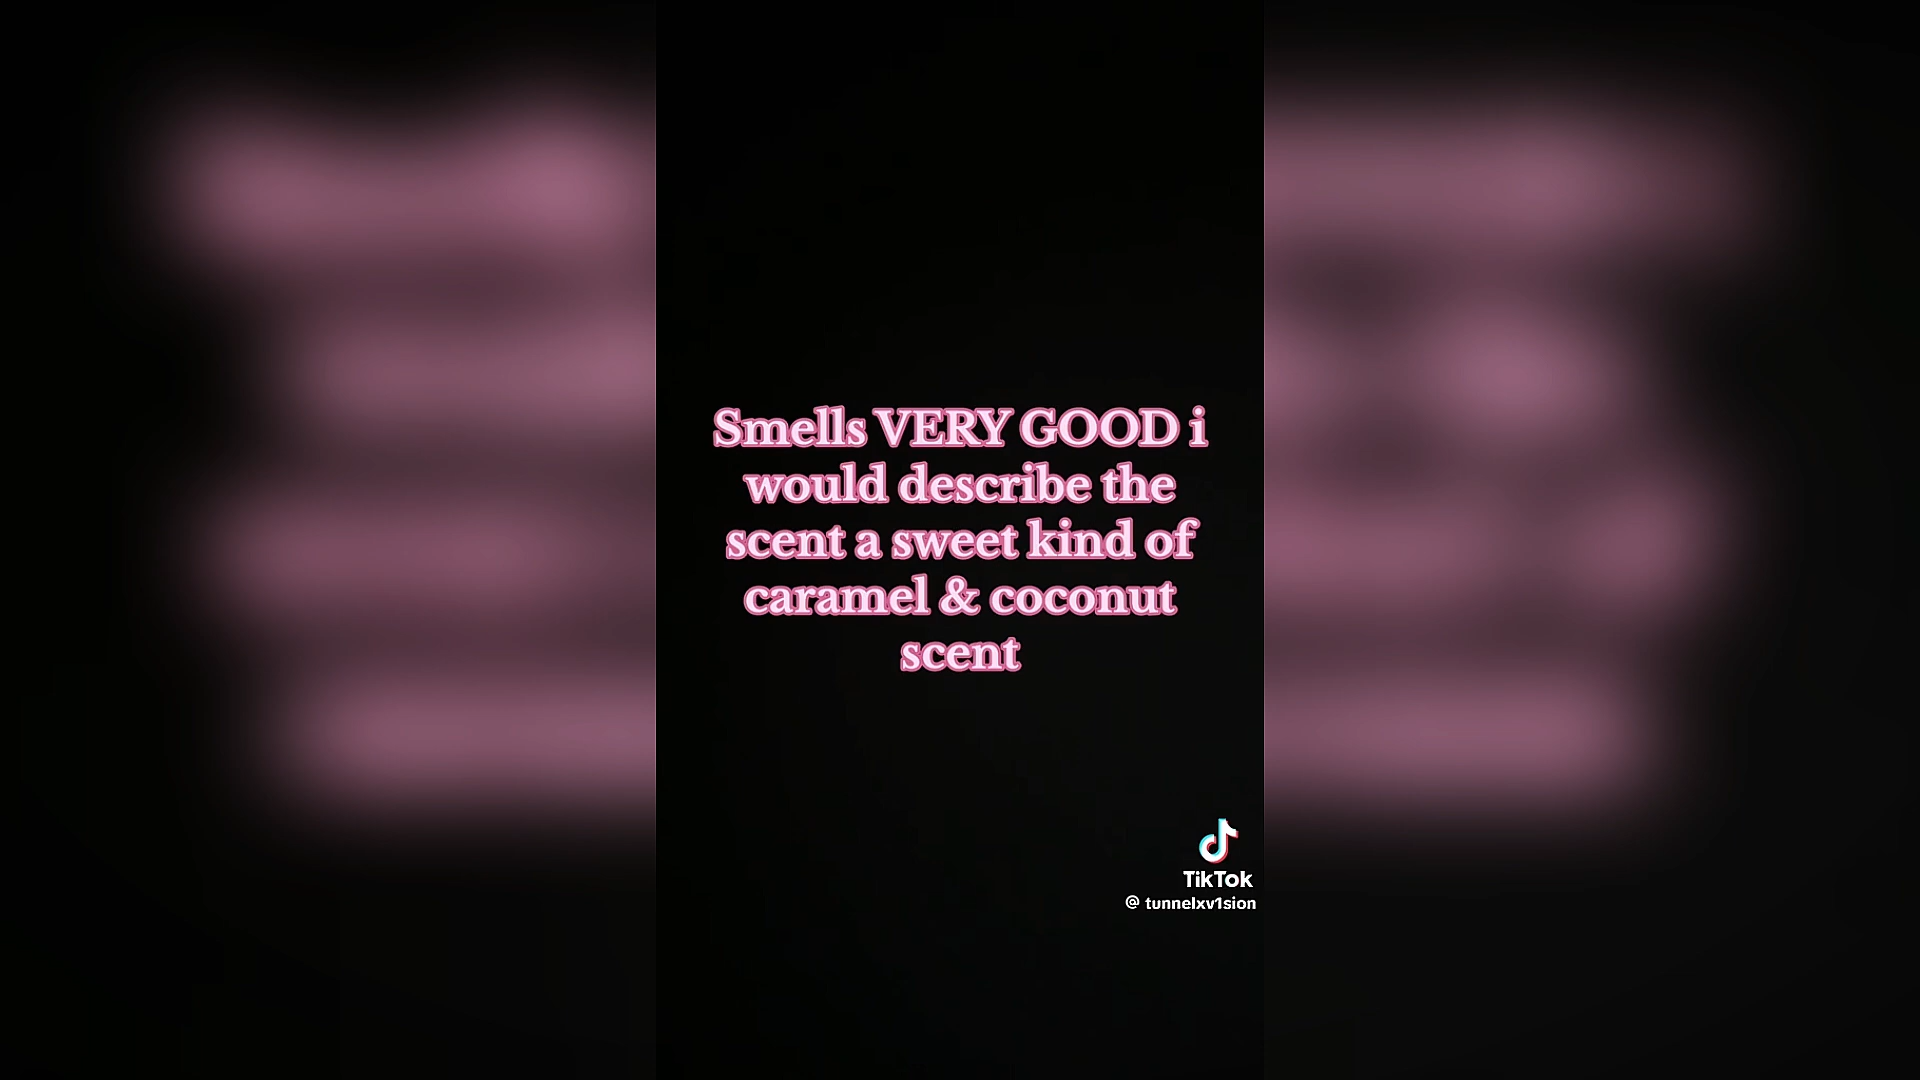 Smells VERY GOOD i
would describe the
scent a sweet kind of
caramel & coconut
scent
TikTok
@ tunnelxv1sion